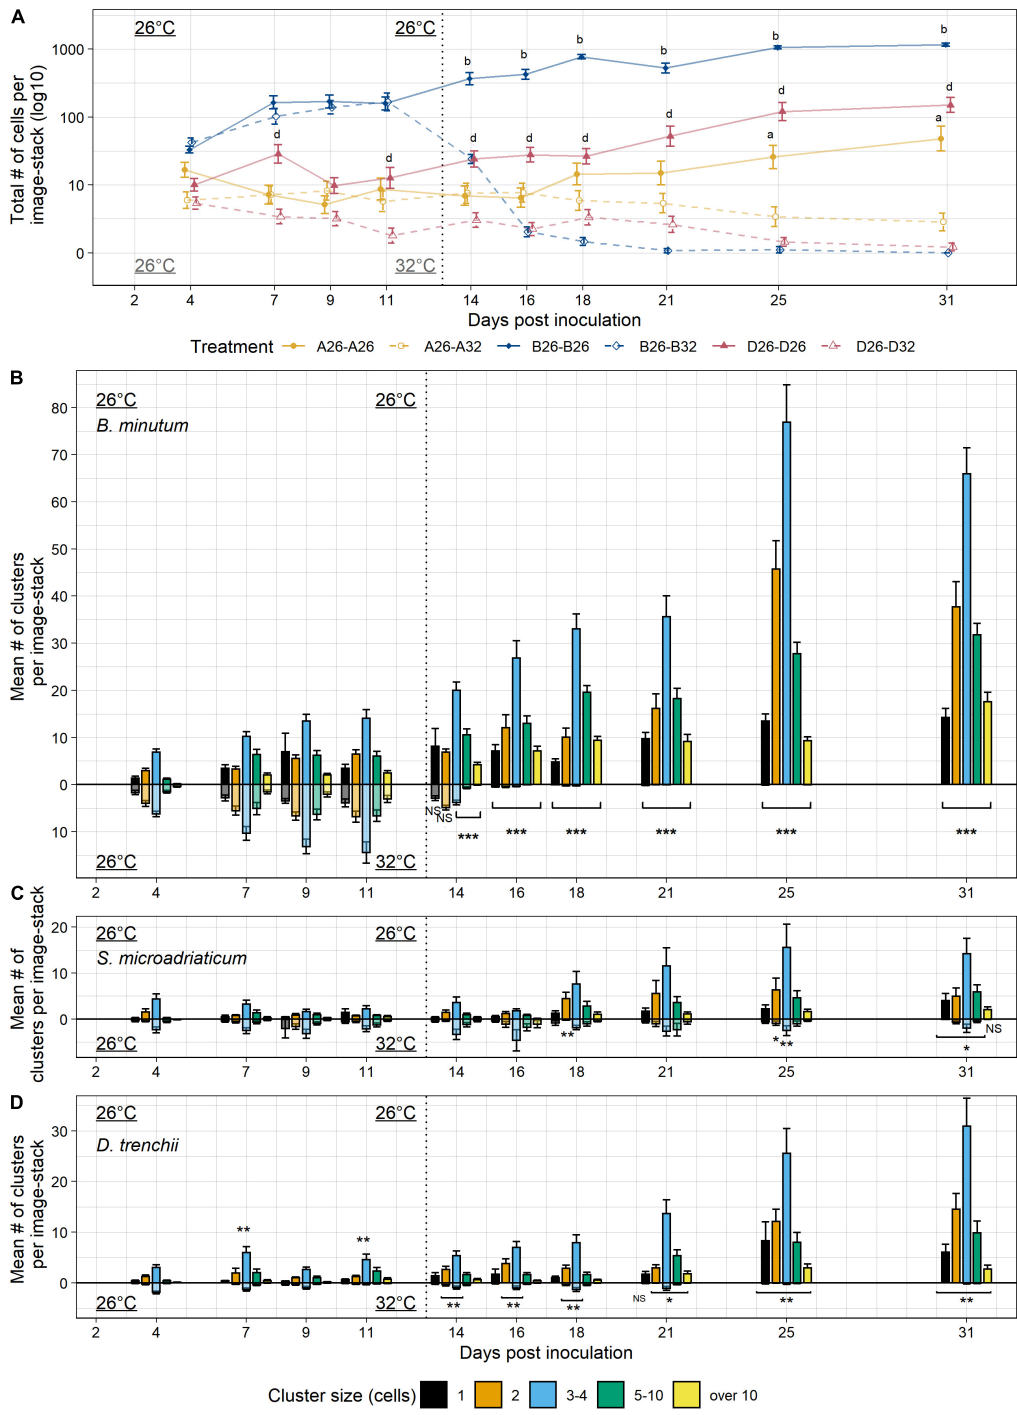 A
26°C
26°C
b
b
b
b
b
b
d
d
d
d
d
d
d
d
a
a
1000
100
10
0
Total # of cells per
image-stack (log10)
26°C
32°C
2
4
7
9
11
14
16
18
21
25
31
Days post inoculation
Treatment
A26-A26
A26-A32
B26-B26
B26-B32
D26-D26
D26-D32
B
26°C
26°C
B. minutum
80
70
60
50
40
30
20
10
0
10
Mean # of clusters
per image-stack
NS
NS
***
***
***
***
***
***
26°C
32°C
2
4
7
9
11
14
16
18
21
25
31
C
26°C
26°C
S. microadriaticum
20
10
0
Mean # of
clusters per image-stack
**
*
**
*
NS
26°C
32°C
2
4
7
9
11
14
16
18
21
25
31
D
26°C
26°C
D. trenchii
30
20
10
0
Mean # of clusters
per image-stack
**
**
**
**
**
NS
*
**
**
26°C
32°C
2
4
7
9
11
14
16
18
21
25
31
Days post inoculation
Cluster size (cells)
1
2
3-4
5-10
over 10